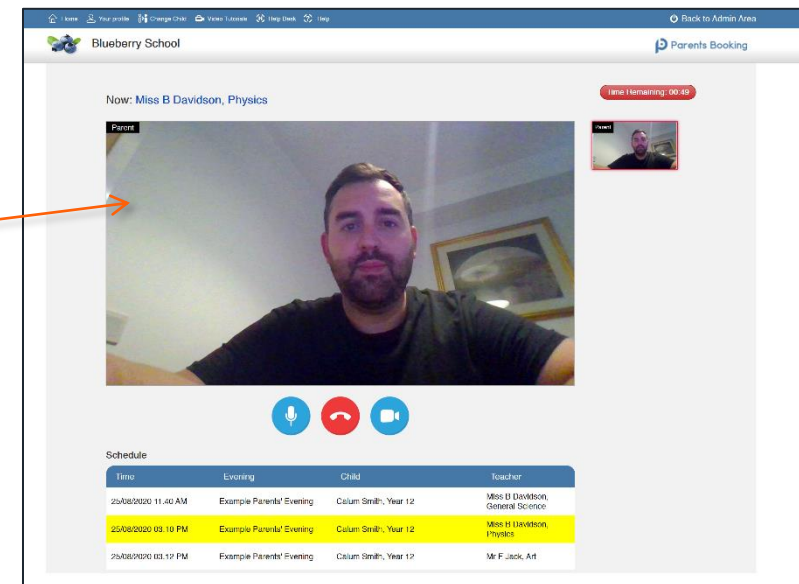 Home Your profile Change Child Video Tutorials Help Desk Help Back to Admin Area
Blueberry School Parents Booking
Now: Miss B Davidson, Physics Time Remaining: 00:49
Parent Parent
Schedule
Time Evening Child Teacher
25/08/2020 11.40 AM Example Parents' Evening Calum Smith, Year 12 Miss B Davidson, General Science
25/08/2020 03.10 PM Example Parents' Evening Calum Smith, Year 12 Miss B Davidson, Physics
25/08/2020 03.12 PM Example Parents' Evening Calum Smith, Year 12 Mr F Jack, Art